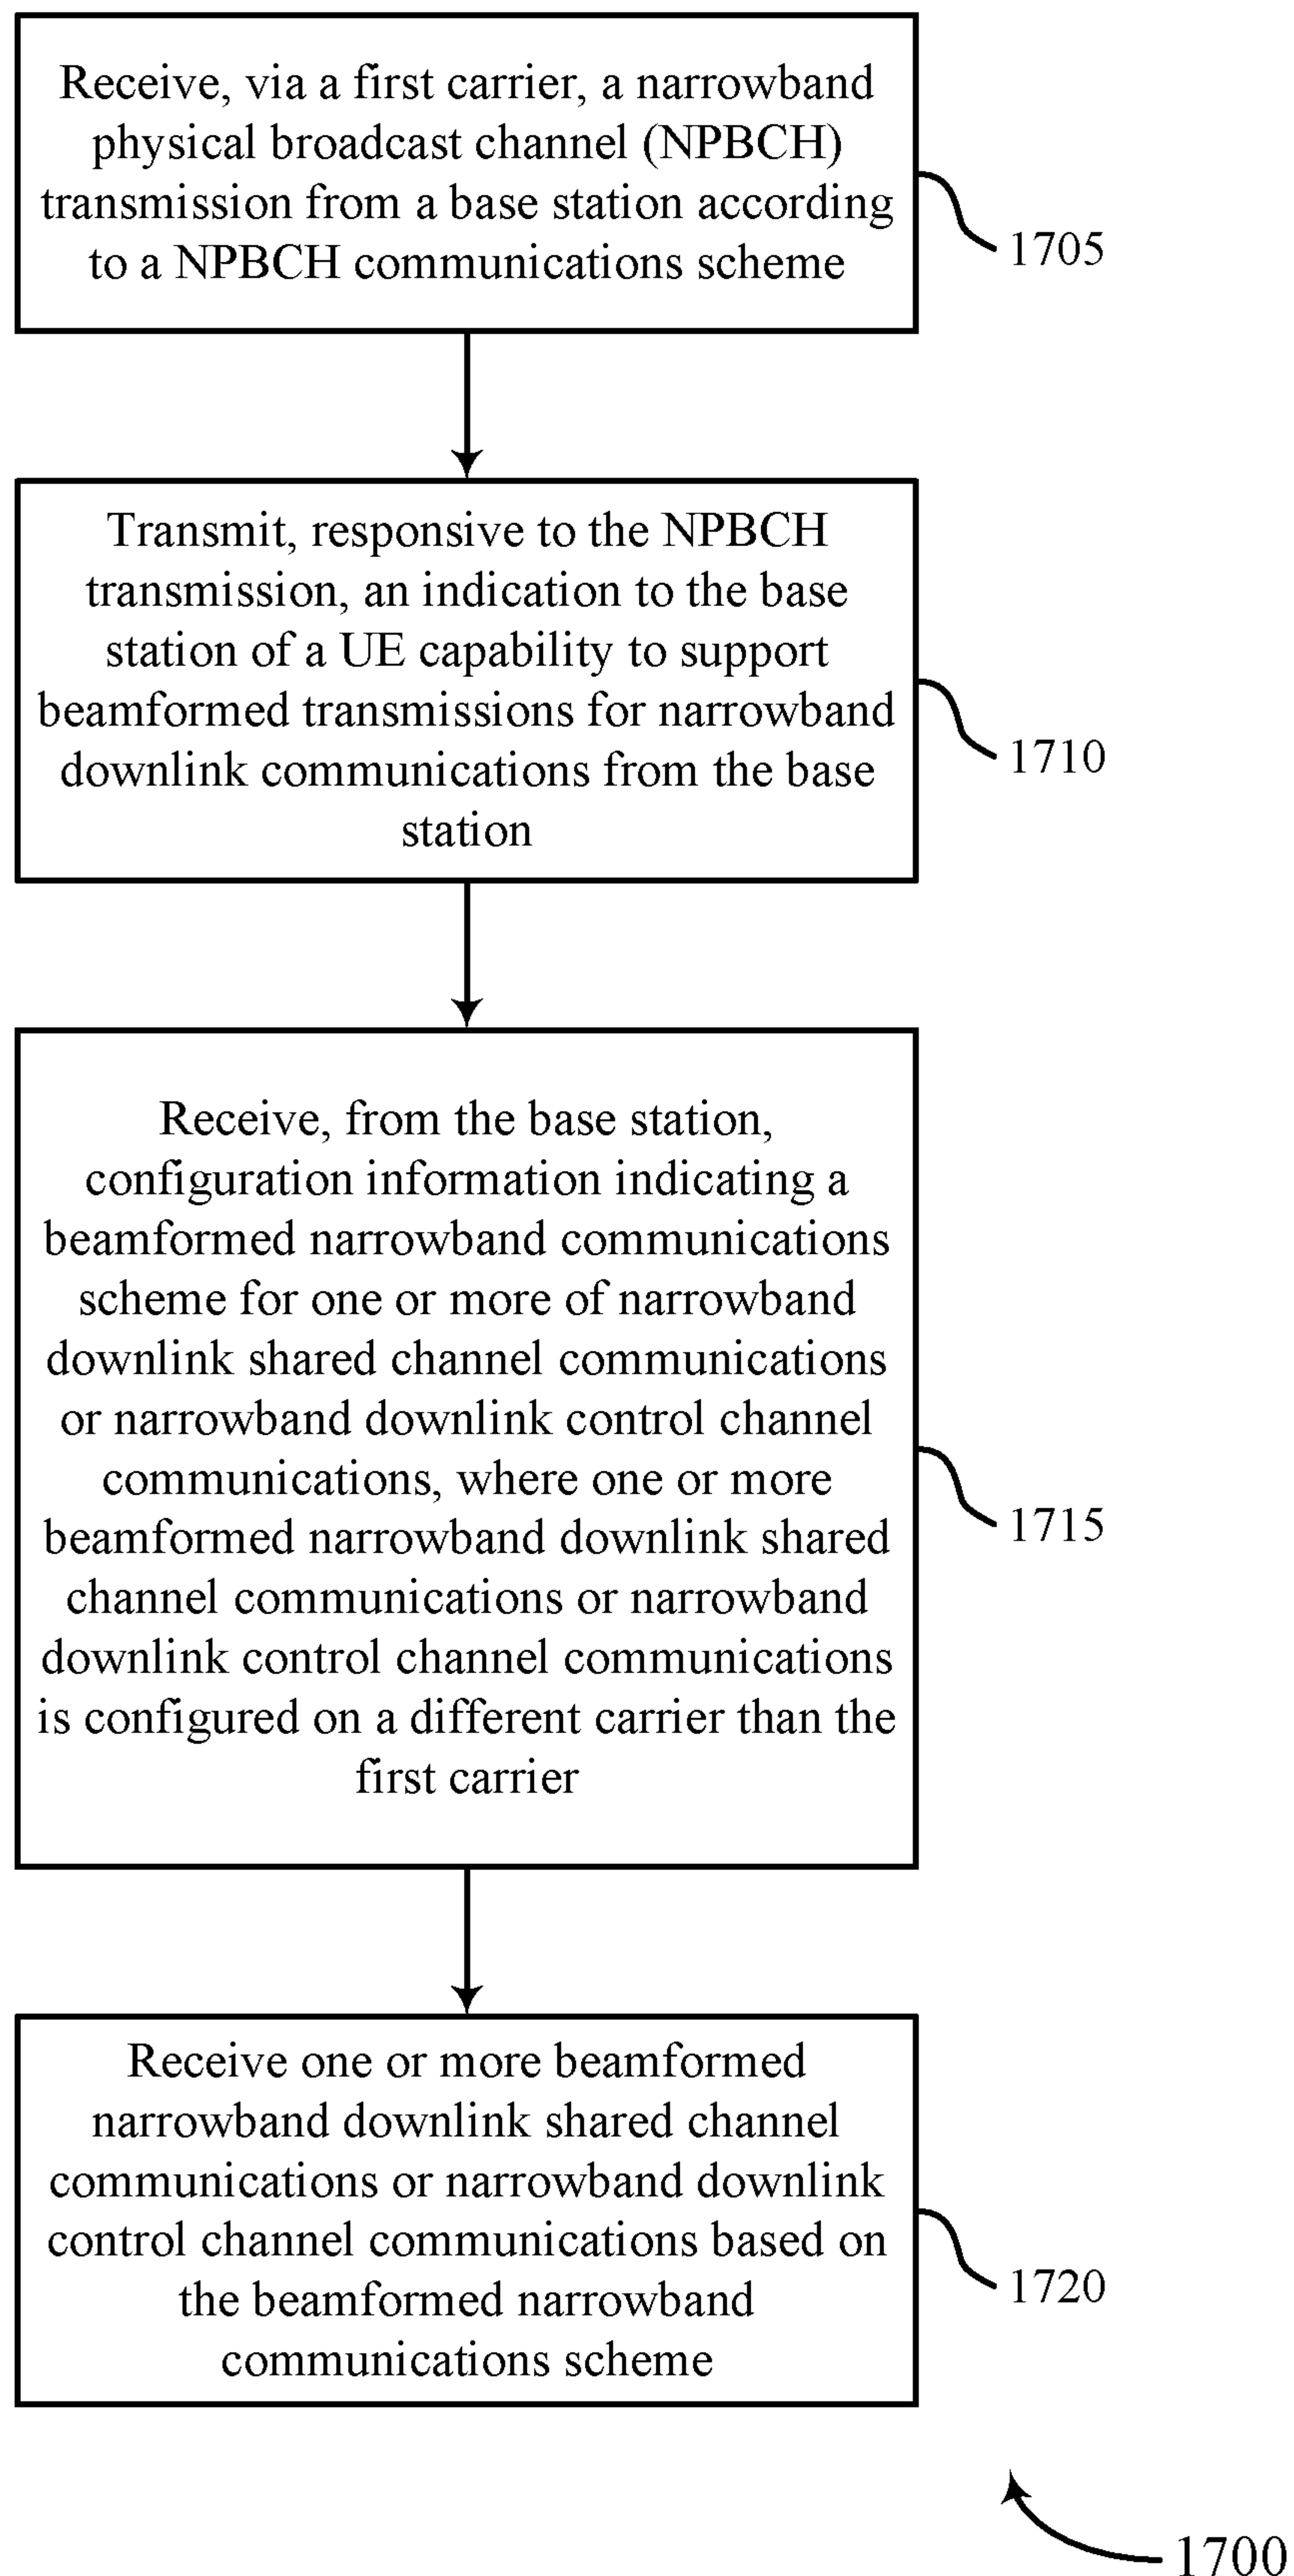 Receive, via a first carrier, a narrowband
physical broadcast channel (NPBCH)
transmission from a base station according
to a NPBCH communications scheme
1705
Transmit, responsive to the NPBCH
transmission, an indication to the base
station of a UE capability to support
beamformed transmissions for narrowband
downlink communications from the base
station
1710
Receive, from the base station,
configuration information indicating a
beamformed narrowband communications
scheme for one or more of narrowband
downlink shared channel communications
or narrowband downlink control channel
communications, where one or more
beamformed narrowband downlink shared
channel communications or narrowband
downlink control channel communications
is configured on a different carrier than the
first carrier
1715
Receive one or more beamformed
narrowband downlink shared channel
communications or narrowband downlink
control channel communications based on
the beamformed narrowband
communications scheme
1720
1700